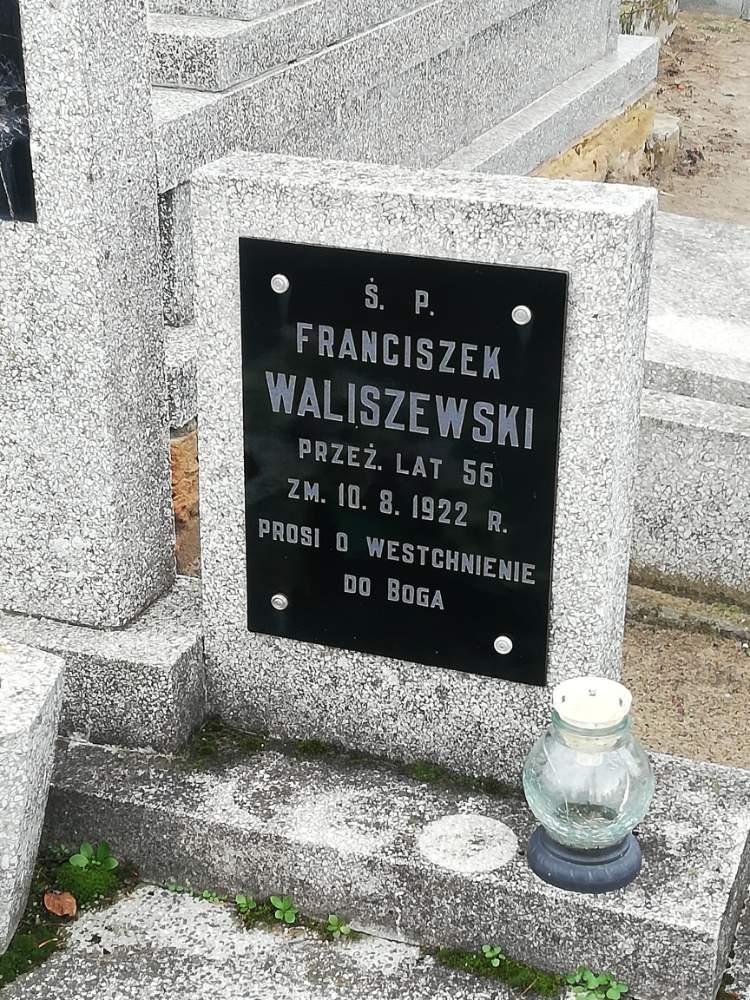 Ś. P.
FRANCISZEK
WALISZEWSKI
PRZEŻ. LAT 56
ZM. 10. 8. 1922 R.
PROSI O WESTCHNIENIE
DO BOGA